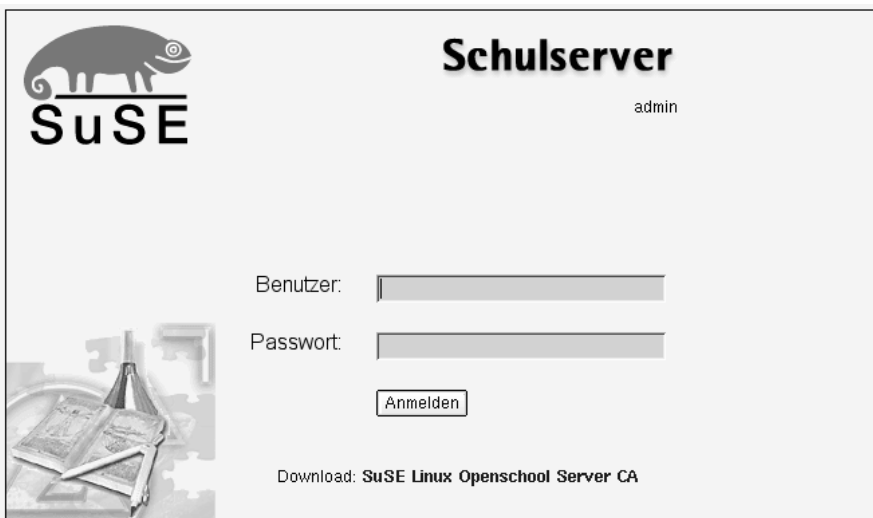 SuSE
Schulserver
admin
Benutzer:
Passwort:
Anmelden
Download: SuSE Linux Openschool Server CA